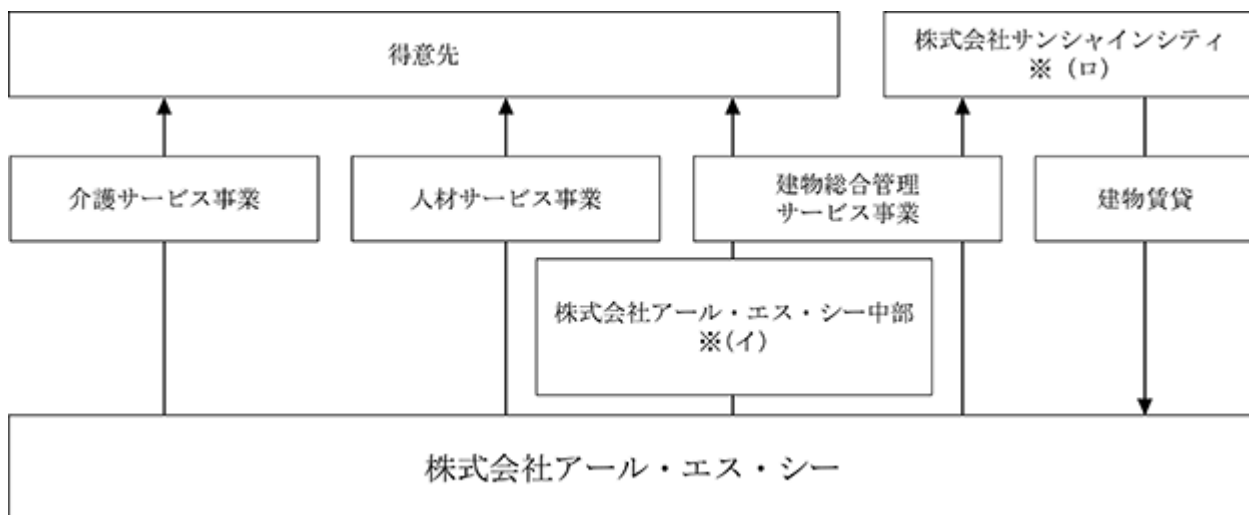 得意先
株式会社サンシャインシティ
※（ロ）
介護サービス事業
人材サービス事業
建物総合管理
サービス事業
建物賃貸
株式会社アール・エス・シー中部
※(イ)
株式会社アール・エス・シー